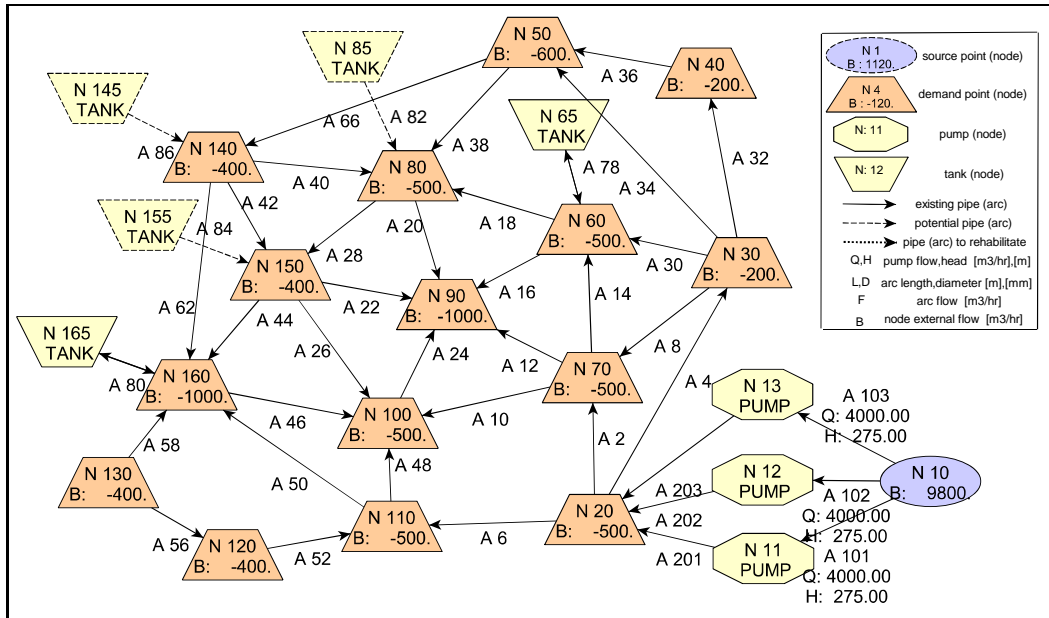 N 50
-600.
N 85
TANK
N 40
-200.
A 36
N 145
TANK
N 65
TANK
A 66
A 82
A 38
A 86
N 140
B: -400.
N 80
B: -500.
A 78
A 32
A 40
A 42
A 34
N 155
TANK
A 84
A 20
A 18
N 60
-500.
N 30
B: -200.
A 28
A 30
N 150
B: -400.
A 22
N 90
B: -1000.
A 16
A 14
A 62
A 44
A 26
A 24
A 12
A 8
N 165
TANK
A 80
N 160
B: -1000.
N 70
B: -500.
A 4
N 13
PUMP
A 103
Q: 4000.00
H: 275.00
A 46
N 100
B: -500.
A 10
A 58
A 2
A 48
N 130
B: -400.
A 50
N 12
PUMP
N 10
B: 9800.
A 203
A 102
Q: 4000.00
H: 275.00
A 202
N 110
B: -500.
N 20
B: -500.
A 6
A 56
N 120
B: -400.
A 52
A 201
N 11
PUMP
A 101
Q: 4000.00
H: 275.00
N 1
B : 1120.
source point (node)
N 4
B : -120.
demand point (node)
N: 11
pump (node)
N: 12
tank (node)
existing pipe (arc)
potential pipe (arc)
pipe (arc) to rehabilitate
Q,H pump flow,head [m3/hr],[m]
L,D arc length,diameter [m],[mm]
F arc flow [m3/hr]
B node external flow [m3/hr]